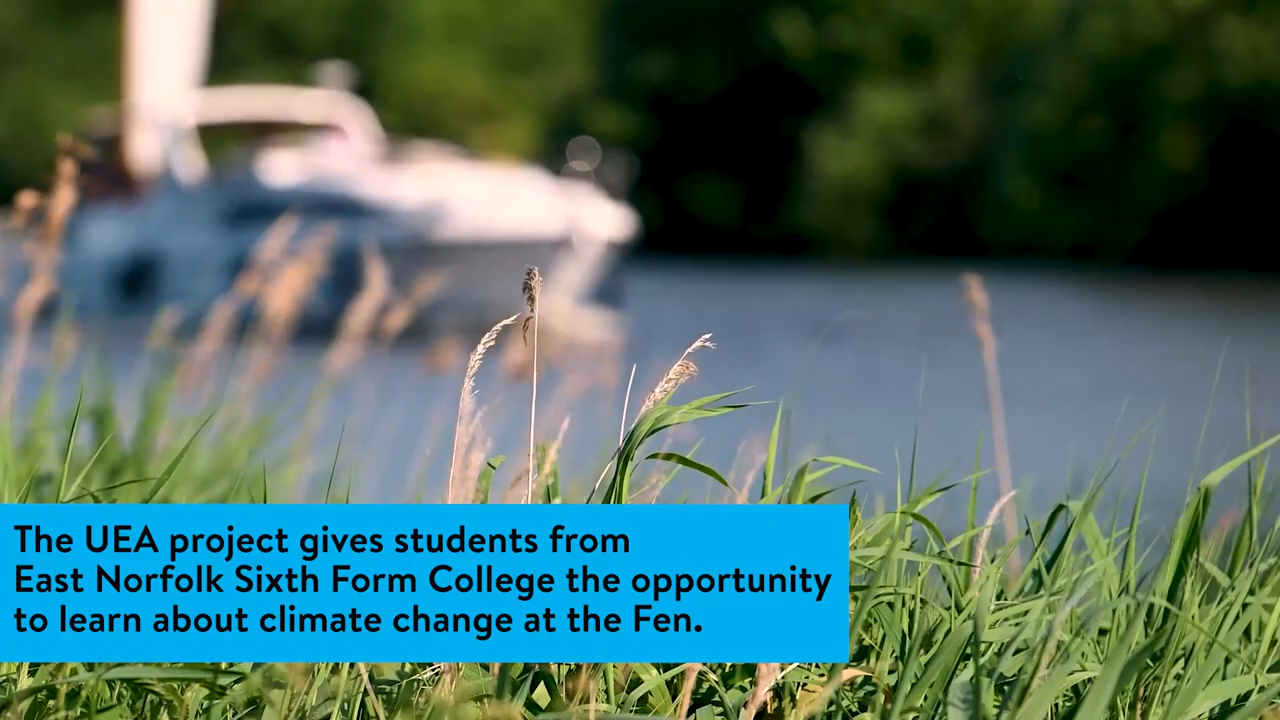 The UEA project gives students from
East Norfolk Sixth Form College the opportunity
to learn about climate change at the Fen.